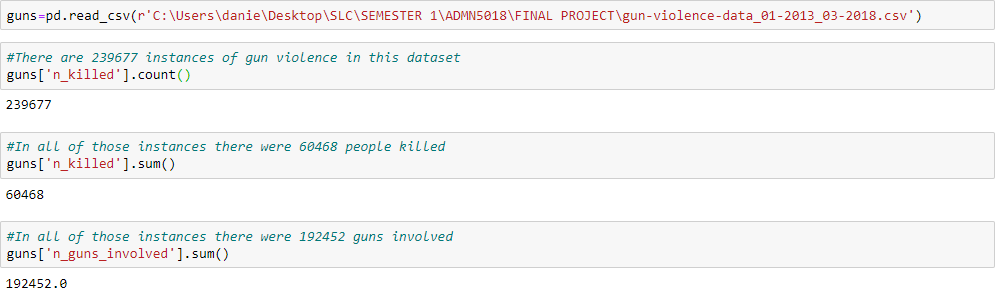 guns=pd.read_csv(r'C:\Users\danie\Desktop\SLC\SEMESTER 1\ADMN5018\FINAL PROJECT\gun-violence-data_01-2013_03-2018.csv')
#There are 239677 instances of gun violence in this dataset
guns['n_killed'].count()
239677
#In all of those instances there were 60468 people killed
guns['n_killed'].sum()
60468
#In all of those instances there were 192452 guns involved
guns['n_guns_involved'].sum()
192452.0